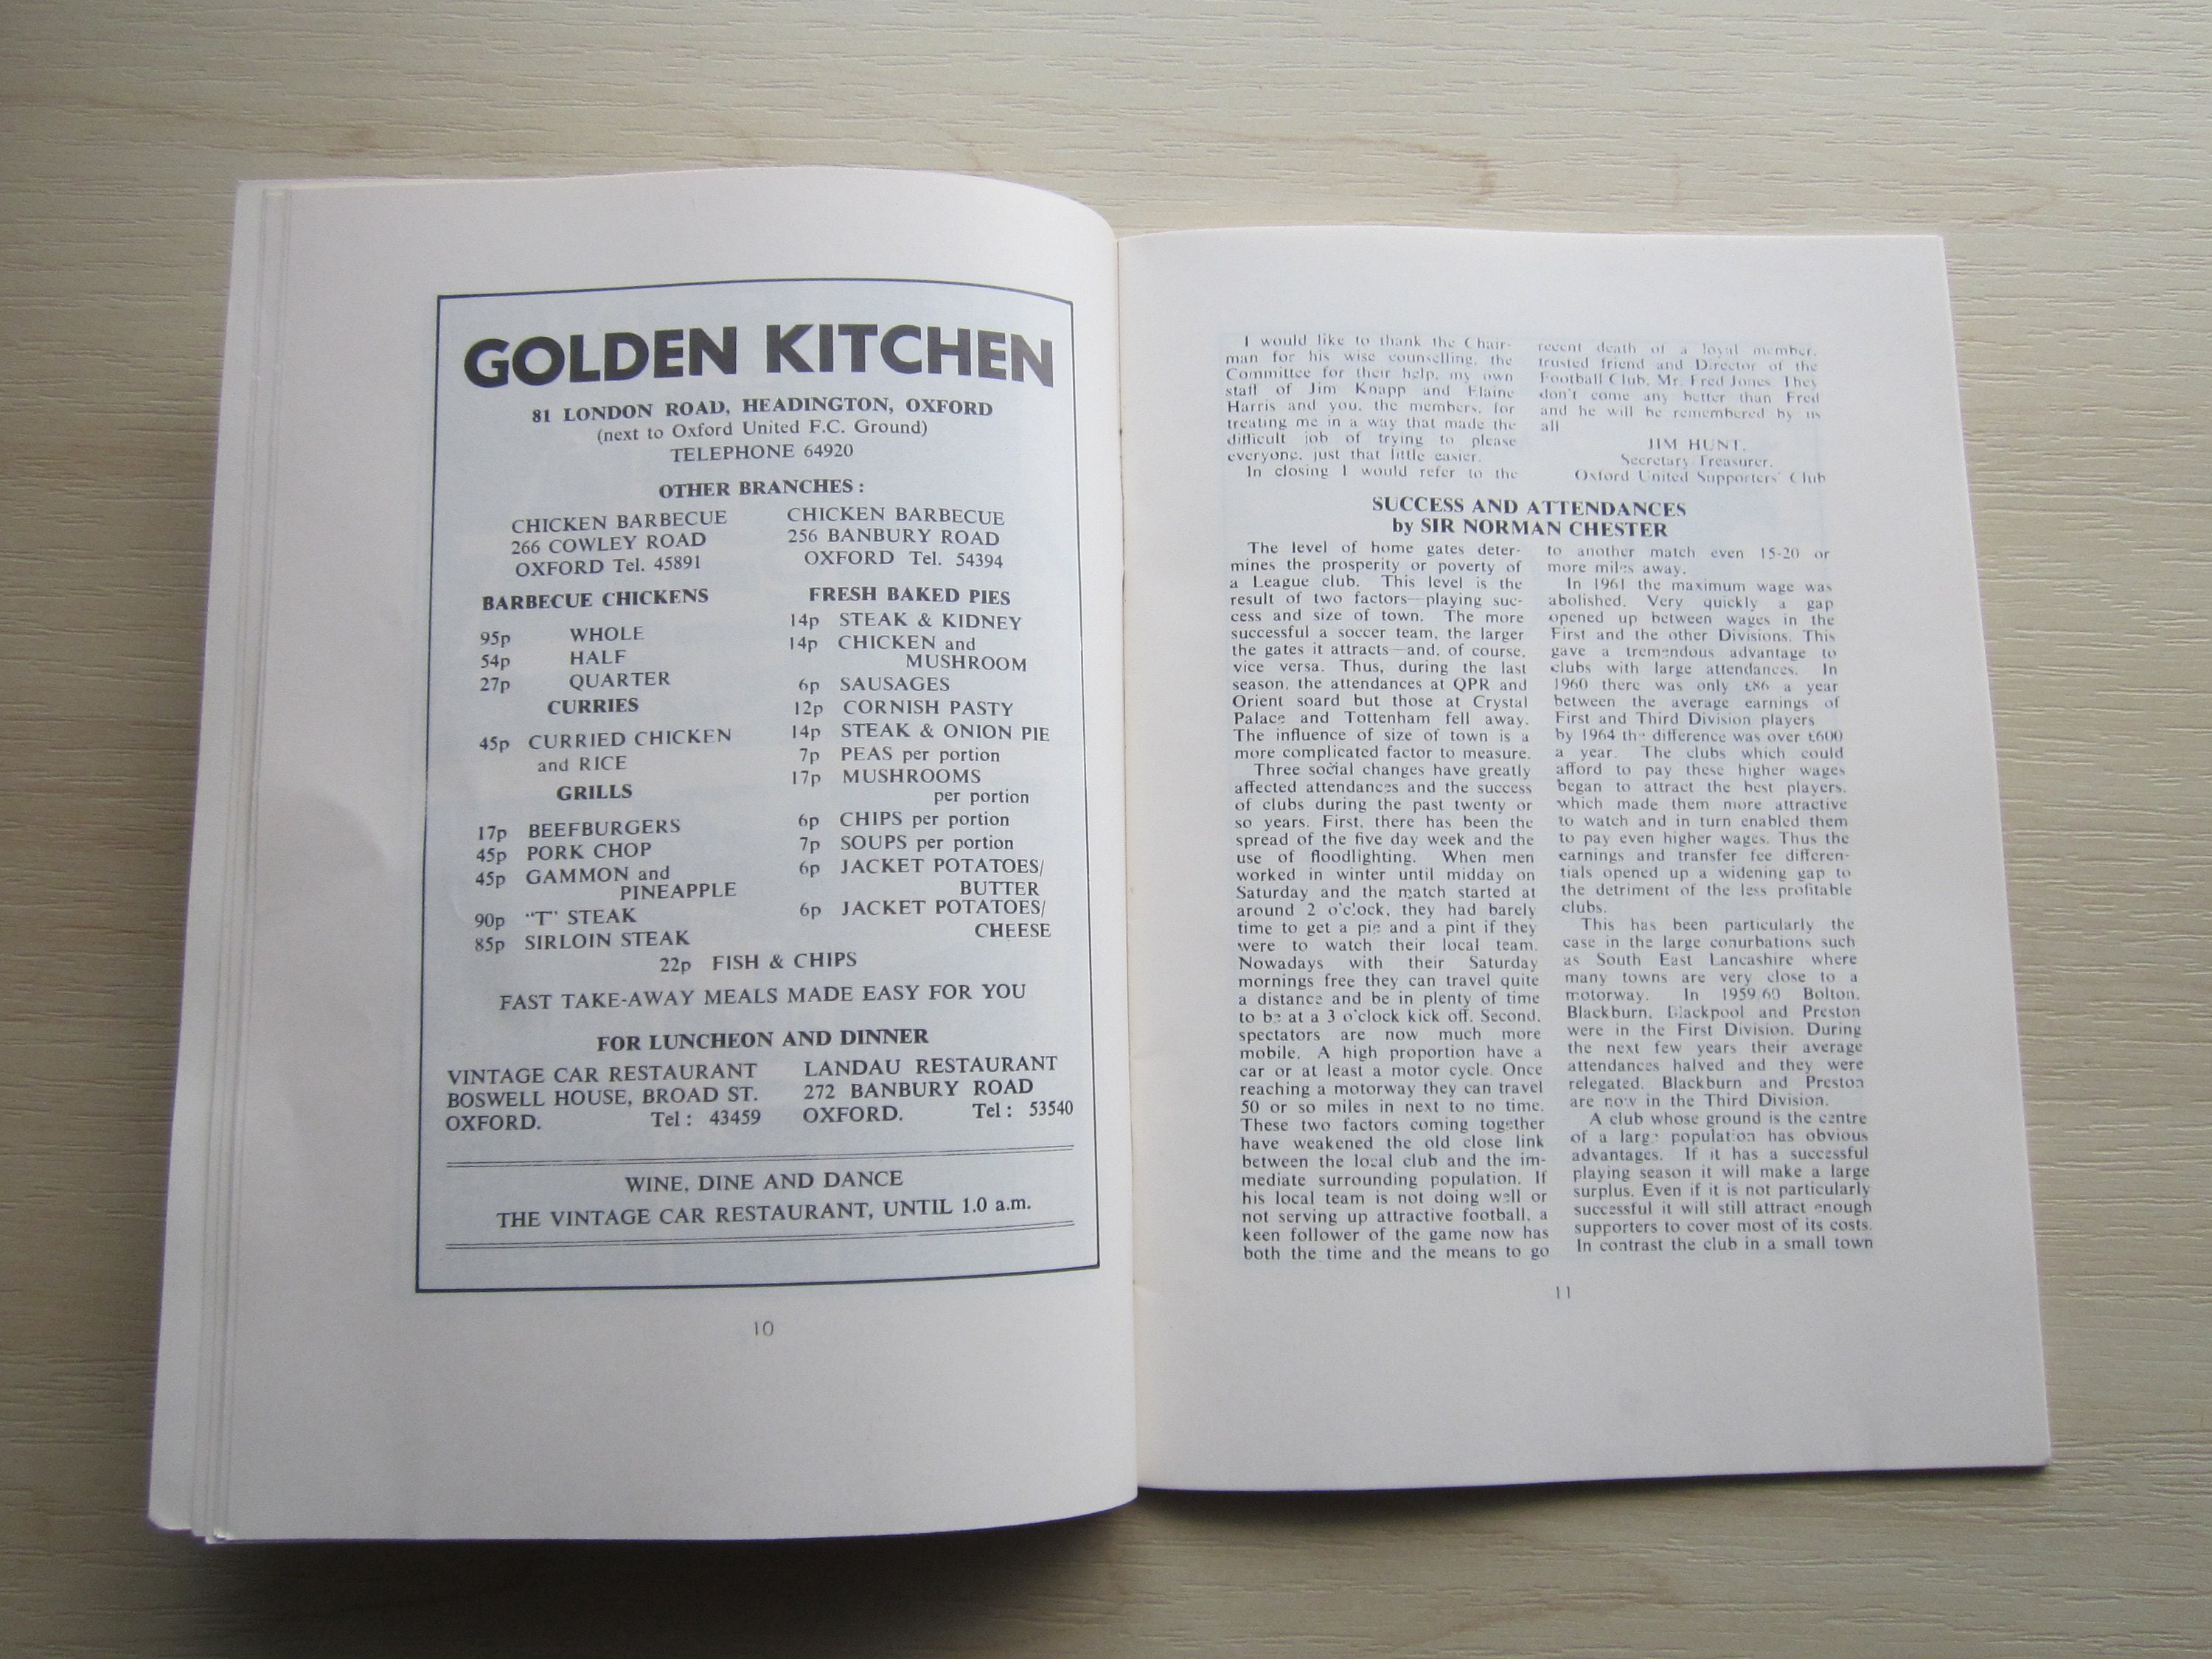 GOLDEN KITCHEN
81 LONDON ROAD, HEADINGTON, OXFORD
(next to Oxford United F.C. Ground)
TELEPHONE 64920
OTHER BRANCHES :
CHICKEN BARBECUE
266 COWLEY ROAD
OXFORD Tel. 45891
CHICKEN BARBECUE
256 BANBURY ROAD
OXFORD Tel. 54394
BARBECUE CHICKENS
95p WHOLE
54p HALF
27p QUARTER
CURRIES
45p CURRIED CHICKEN
and RICE
GRILLS
17p BEEFBURGERS
45p PORK CHOP
45p GAMMON and
PINEAPPLE
90p "T" STEAK
85p SIRLOIN STEAK
FRESH BAKED PIES
14p STEAK & KIDNEY
14p CHICKEN and
MUSHROOM
6p SAUSAGES
12p CORNISH PASTY
14p STEAK & ONION PIE
7p PEAS per portion
17p MUSHROOMS
per portion
6p CHIPS per portion
7p SOUPS per portion
6p JACKET POTATOES/
BUTTER
6p JACKET POTATOES/
CHEESE
22p FISH & CHIPS
FAST TAKE-AWAY MEALS MADE EASY FOR YOU
FOR LUNCHEON AND DINNER
VINTAGE CAR RESTAURANT
BOSWELL HOUSE, BROAD ST.
OXFORD. Tel : 43459
LANDAU RESTAURANT
272 BANBURY ROAD
OXFORD. Tel : 53540
WINE, DINE AND DANCE
THE VINTAGE CAR RESTAURANT, UNTIL 1.0 a.m.
10
I would like to thank the Chair-
man for his wise counselling, the
Committee for their help, my own
staff of Jim Knapp and Elaine
Harris and you, the members, for
treating me in a way that made the
difficult job of trying to please
everyone, just that little easier.
In closing I would refer to the
recent death of a loyal member,
trusted friend and Director of the
Football Club, Mr. Fred Jones. They
don't come any better than Fred
and he will be remembered by us
all
JIM HUNT,
Secretary Treasurer,
Oxford United Supporters' Club
SUCCESS AND ATTENDANCES
by SIR NORMAN CHESTER
The level of home gates deter-
mines the prosperity or poverty of
a League club. This level is the
result of two factors—playing suc-
cess and size of town. The more
successful a soccer team, the larger
the gates it attracts—and, of course,
vice versa. Thus, during the last
season, the attendances at QPR and
Orient soard but those at Crystal
Palace and Tottenham fell away.
The influence of size of town is a
more complicated factor to measure.
Three social changes have greatly
affected attendances and the success
of clubs during the past twenty or
so years. First, there has been the
spread of the five day week and the
use of floodlighting. When men
worked in winter until midday on
Saturday and the match started at
around 2 o'clock, they had barely
time to get a pie and a pint if they
were to watch their local team.
Nowadays with their Saturday
mornings free they can travel quite
a distance and be in plenty of time
to be at a 3 o'clock kick off. Second,
spectators are now much more
mobile. A high proportion have a
car or at least a motor cycle. Once
reaching a motorway they can travel
50 or so miles in next to no time.
These two factors coming together
have weakened the old close link
between the local club and the im-
mediate surrounding population. If
his local team is not doing well or
not serving up attractive football, a
keen follower of the game now has
both the time and the means to go
to another match even 15-20 or
more miles away.
In 1961 the maximum wage was
abolished. Very quickly a gap
opened up between wages in the
First and the other Divisions. This
gave a tremendous advantage to
clubs with large attendances. In
1960 there was only £86 a year
between the average earnings of
First and Third Division players
by 1964 the difference was over £600
a year. The clubs which could
afford to pay these higher wages
began to attract the best players,
which made them more attractive
to watch and in turn enabled them
to pay even higher wages. Thus the
earnings and transfer fee differen-
tials opened up a widening gap to
the detriment of the less profitable
clubs.
This has been particularly the
case in the large conurbations such
as South East Lancashire where
many towns are very close to a
motorway. In 1959/60 Bolton,
Blackburn, Blackpool and Preston
were in the First Division. During
the next few years their average
attendances halved and they were
relegated. Blackburn and Preston
are now in the Third Division.
A club whose ground is the centre
of a large population has obvious
advantages. If it has a successful
playing season it will make a large
surplus. Even if it is not particularly
successful it will still attract enough
supporters to cover most of its costs.
In contrast the club in a small town
11